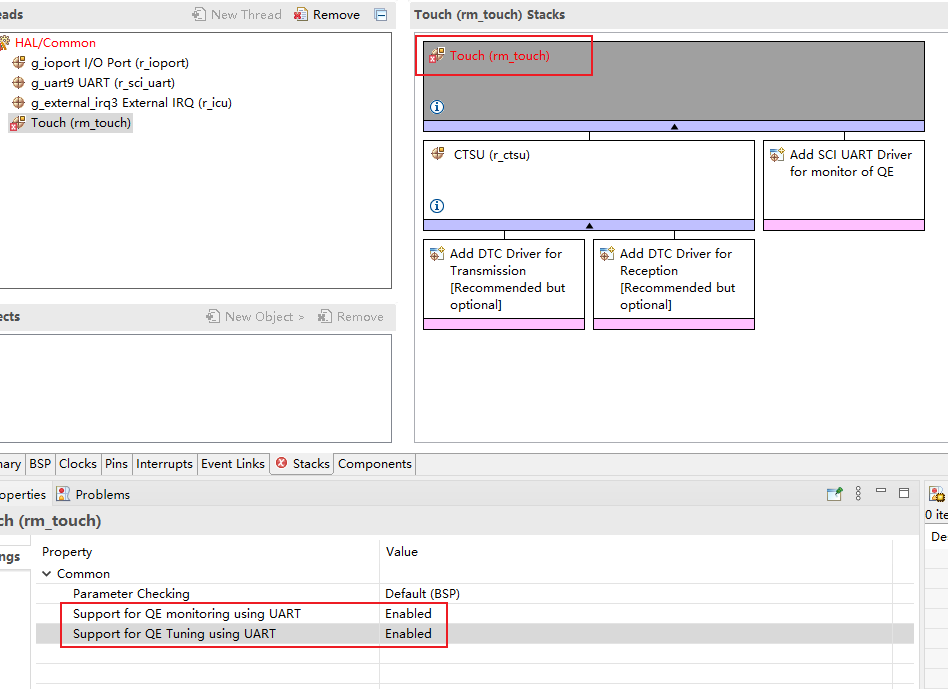 eads
New Thread
Remove
HAL/Common
g_ioport I/O Port (r_ioport)
g_uart9 UART (r_sci_uart)
g_external_irq3 External IRQ (r_icu)
Touch (rm_touch)
Touch (rm_touch) Stacks
Touch (rm_touch)
CTSU (r_ctsu)
Add SCI UART Driver
for monitor of QE
Add DTC Driver for
Transmission
[Recommended but
optional]
Add DTC Driver for
Reception
[Recommended but
optional]
ects
New Object >
Remove
nary
BSP
Clocks
Pins
Interrupts
Event Links
Stacks
Components
operties
Problems
0 ite
ch (rm_touch)
De
ngs
Property
Value
Common
Parameter Checking
Default (BSP)
Support for QE monitoring using UART
Enabled
Support for QE Tuning using UART
Enabled